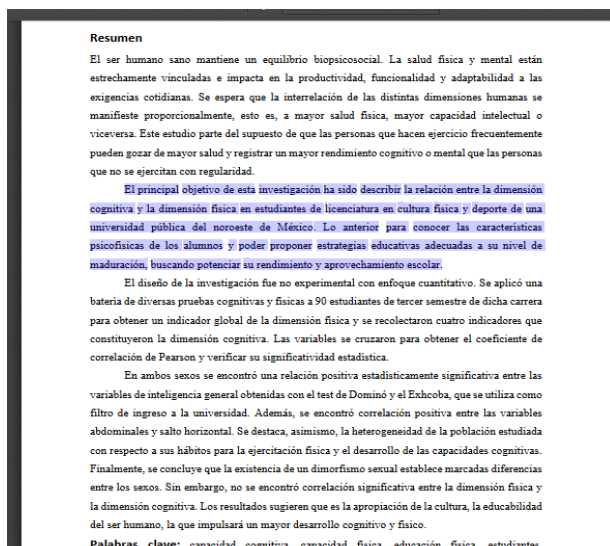 Resumen
El ser humano sano mantiene un equilibrio biopsicosocial. La salud física y mental están
estrechamente vinculadas e impacta en la productividad, funcionalidad y adaptabilidad a las
exigencias cotidianas. Se espera que la interrelación de las distintas dimensiones humanas se
manifieste proporcionalmente, esto es, a mayor salud física, mayor capacidad intelectual o
viceversa. Este estudio parte del supuesto de que las personas que hacen ejercicio frecuentemente
pueden gozar de mayor salud y registrar un mayor rendimiento cognitivo o mental que las personas
que no se ejercitan con regularidad.
El principal objetivo de esta investigación ha sido describir la relación entre la dimensión
cognitiva y la dimensión física en estudiantes de licenciatura en cultura física y deporte de una
universidad pública del noroeste de México. Lo anterior para conocer las características
psicofísicas de los alumnos y poder proponer estrategias educativas adecuadas a su nivel de
maduración, buscando potenciar su rendimiento y aprovechamiento escolar.
El diseño de la investigación fue no experimental con enfoque cuantitativo. Se aplicó una
batería de diversas pruebas cognitivas y físicas a 90 estudiantes de tercer semestre de dicha carrera
para obtener un indicador global de la dimensión física y se recolectaron cuatro indicadores que
constituyeron la dimensión cognitiva. Las variables se cruzaron para obtener el coeficiente de
correlación de Pearson y verificar su significatividad estadística.
En ambos sexos se encontró una relación positiva estadísticamente significativa entre las
variables de inteligencia general obtenidas con el test de Dominó y el Exhcoba, que se utiliza como
filtro de ingreso a la universidad. Además, se encontró correlación positiva entre las variables
abdominales y salto horizontal. Se destaca, asimismo, la heterogeneidad de la población estudiada
con respecto a sus hábitos para la ejercitación física y el desarrollo de las capacidades cognitivas.
Finalmente, se concluye que la existencia de un dimorfismo sexual establece marcadas diferencias
entre los sexos. Sin embargo, no se encontró correlación significativa entre la dimensión física y
la dimensión cognitiva. Los resultados sugieren que es la apropiación de la cultura, la educabilidad
del ser humano, la que impulsará un mayor desarrollo cognitivo y físico.
Palabras clave: capacidad cognitiva, capacidad física, educación física, estudiantes,